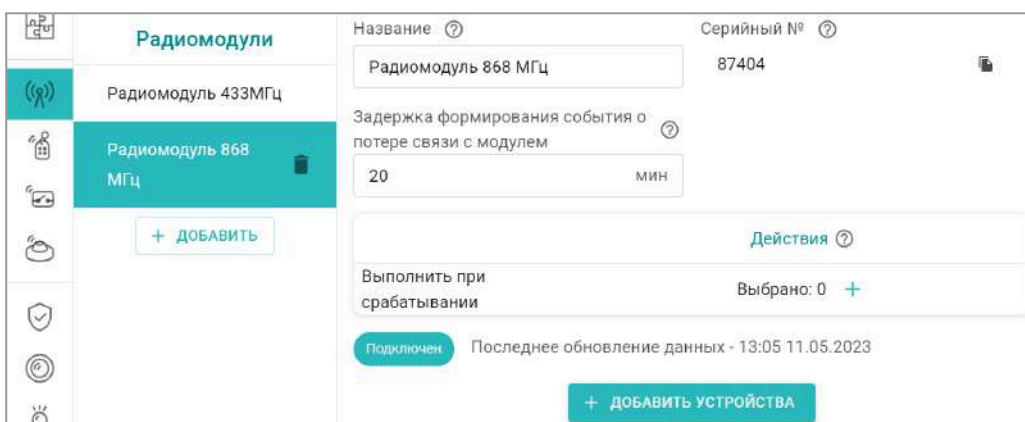 Радиомодули
Радиомодуль 433МГц
Радиомодуль 868
МГц
+ ДОБАВИТЬ
Название
Радиомодуль 868 МГц
Серийный №
87404
Задержка формирования события о
потере связи с модулем
20 мин
Действия
Выполнить при
срабатывании
Выбрано: 0 +
Подключен Последнее обновление данных - 13:05 11.05.2023
+ ДОБАВИТЬ УСТРОЙСТВА